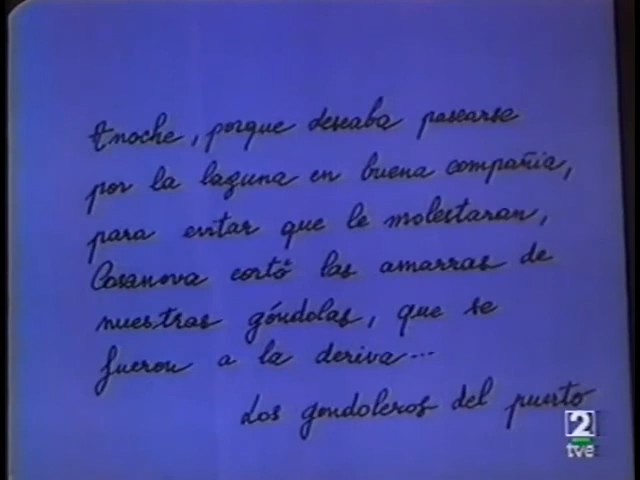 Anoche, porque deseaba pasearse
por la laguna en buena compañia,
para evitar que le molestaran,
Casanova cortó las amarras de
nuestras góndolas, que se
fueron a la deriva...
Los gondoleros del puerto
2
tve